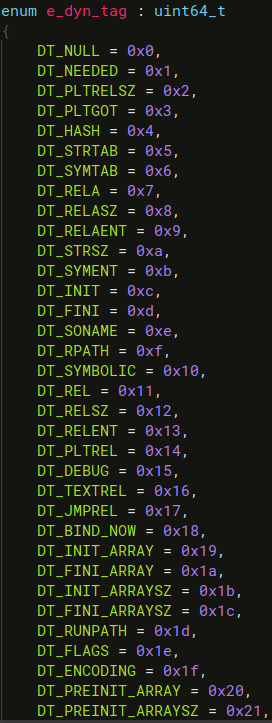 enum e_dyn_tag : uint64_t
{
DT_NULL = 0x0,
DT_NEEDED = 0x1,
DT_PLTRELSZ = 0x2,
DT_PLTGOT = 0x3,
DT_HASH = 0x4,
DT_STRTAB = 0x5,
DT_SYMTAB = 0x6,
DT_RELA = 0x7,
DT_RELASZ = 0x8,
DT_RELAENT = 0x9,
DT_STRSZ = 0xa,
DT_SYMENT = 0xb,
DT_INIT = 0xc,
DT_FINI = 0xd,
DT_SONAME = 0xe,
DT_RPATH = 0xf,
DT_SYMBOLIC = 0x10,
DT_REL = 0x11,
DT_RELSZ = 0x12,
DT_RELENT = 0x13,
DT_PLTREL = 0x14,
DT_DEBUG = 0x15,
DT_TEXTREL = 0x16,
DT_JMPREL = 0x17,
DT_BIND_NOW = 0x18,
DT_INIT_ARRAY = 0x19,
DT_FINI_ARRAY = 0x1a,
DT_INIT_ARRAYSZ = 0x1b,
DT_FINI_ARRAYSZ = 0x1c,
DT_RUNPATH = 0x1d,
DT_FLAGS = 0x1e,
DT_ENCODING = 0x1f,
DT_PREINIT_ARRAY = 0x20,
DT_PREINIT_ARRAYSZ = 0x21,